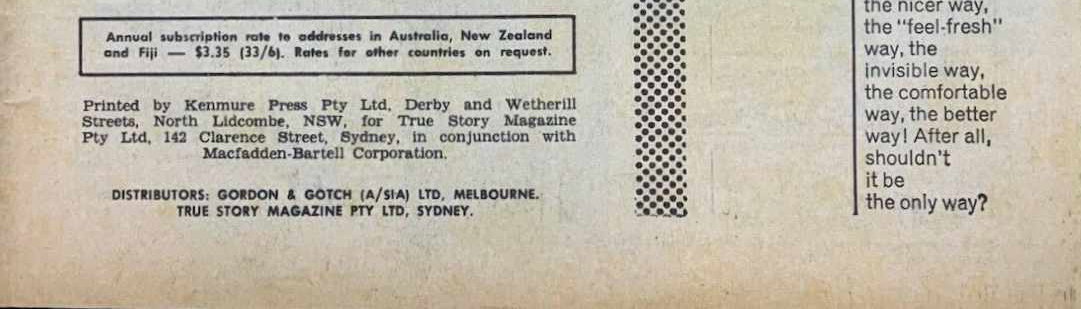 Annual subscription rate to addresses in Australia, New Zealand
and Fiji — $3.35 (33/6). Rates for other countries on request.
Printed by Kenmure Press Pty Ltd, Derby and Wetherill
Streets, North Lidcombe, NSW, for True Story Magazine
Pty Ltd, 142 Clarence Street, Sydney, in conjunction with
Macfadden-Bartell Corporation.
DISTRIBUTORS: GORDON & GOTCH (A/SIA) LTD, MELBOURNE.
TRUE STORY MAGAZINE PTY LTD, SYDNEY.
the nicer way,
the "feel-fresh"
way, the
invisible way,
the comfortable
way, the better
way! After all,
shouldn't
it be
the only way?